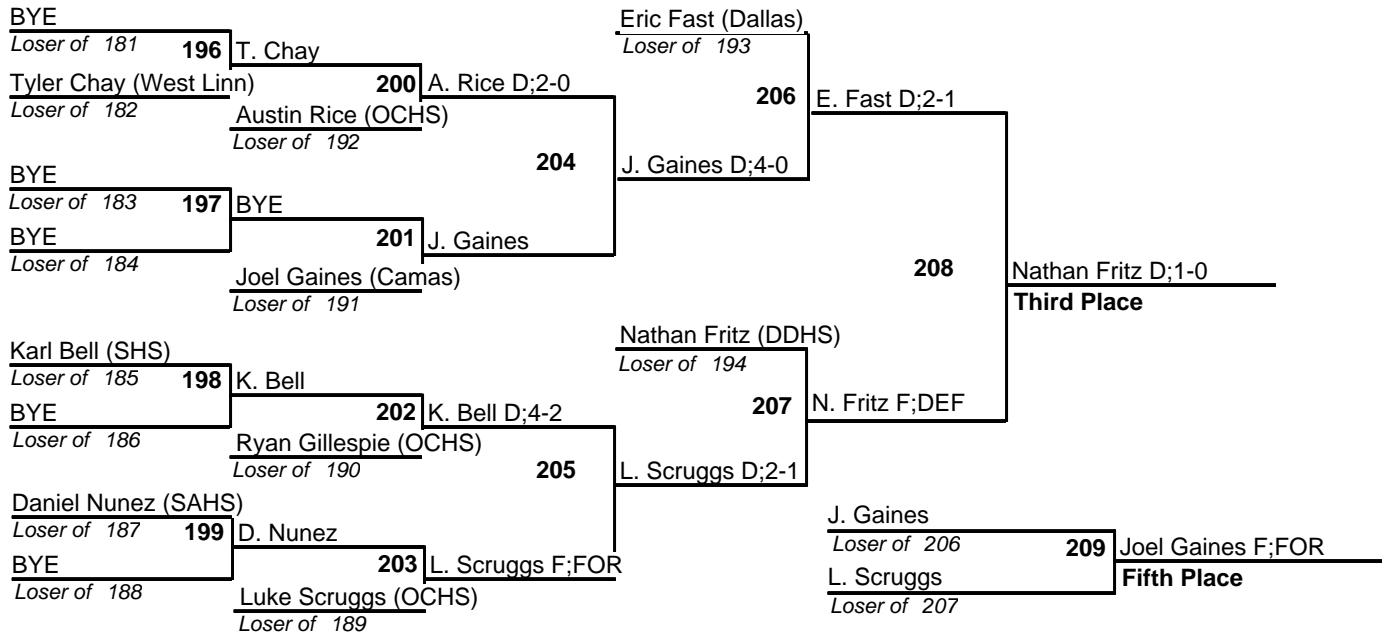 BYE
Loser of 181
196
T. Chay
Tyler Chay (West Linn)
Loser of 182
200
A. Rice D;2-0
Austin Rice (OCHS)
Loser of 192
BYE
Loser of 183
197
BYE
BYE
Loser of 184
201
J. Gaines
Joel Gaines (Camas)
Loser of 191
204
Karl Bell (SHS)
Loser of 185
198
K. Bell
BYE
Loser of 186
202
K. Bell D;4-2
Ryan Gillespie (OCHS)
Loser of 190
Daniel Nunez (SAHS)
Loser of 187
199
D. Nunez
BYE
Loser of 188
203
L. Scruggs F;FOR
Luke Scruggs (OCHS)
Loser of 189
205
Eric Fast (Dallas)
Loser of 193
206
E. Fast D;2-1
J. Gaines D;4-0
Nathan Fritz (DDHS)
Loser of 194
207
N. Fritz F;DEF
L. Scruggs D;2-1
208
Nathan Fritz D;1-0
Third Place
J. Gaines
Loser of 206
209
Joel Gaines F;FOR
L. Scruggs
Fifth Place
Loser of 207